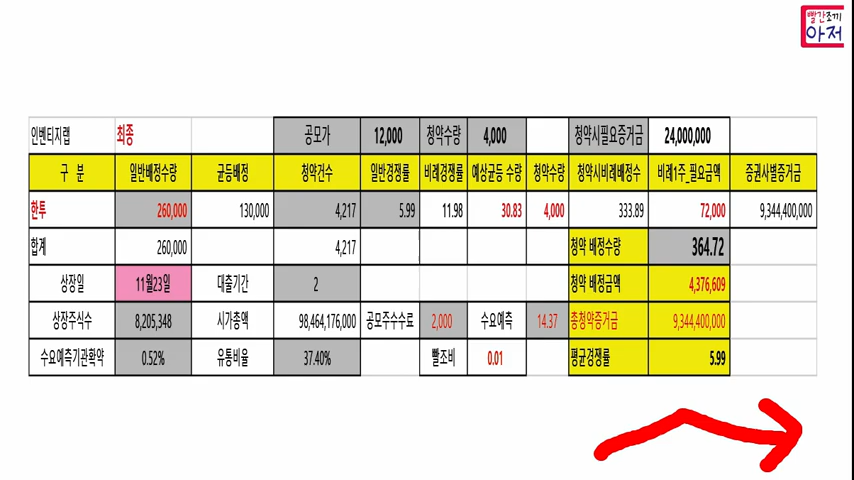 빨간조끼
아저
인벤티지랩 최종 공모가 12,000 청약수량 4,000 청약시필요증거금 24,000,000
구 분 일반배정수량 균등배정 청약건수 일반경쟁률 비례경쟁률 예상균등 수량 청약수량 청약시비례배정수 비례1주_필요금액 증권사별증거금
한투 260,000 130,000 4,217 5.99 11.98 30.83 4,000 333.89 72,000 9,344,400,000
합계 260,000 4,217 청약 배정수량 364.72
상장일 11월23일 대출기간 2 청약 배정금액 4,376,609
상장주식수 8,205,348 시가총액 98,464,176,000 공모주수수료 2,000 수요예측 14.37 총청약증거금 9,344,400,000
수요예측기관확약 0.52% 유통비율 37.40% 빨조비 0.01 평균경쟁률 5.99